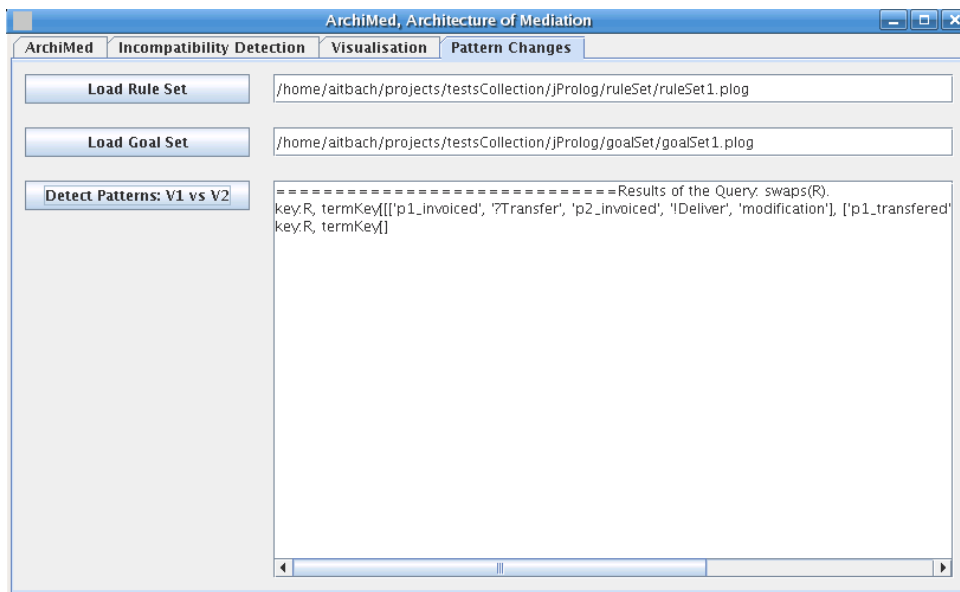 ArchiMed, Architecture of Mediation
ArchiMed Incompatibility Detection Visualisation Pattern Changes
Load Rule Set /home/aitbach/projects/testsCollection/jProlog/ruleSet/ruleSet1.plog
Load Goal Set /home/aitbach/projects/testsCollection/jProlog/goalSet/goalSet1.plog
Detect Patterns: V1 vs V2
=============================Results of the Query: swaps(R).
key:R, termKey[[['p1_invoiced', '?Transfer', 'p2_invoiced', '!Deliver', 'modification'], ['p1_transfered'
key:R, termKey[]